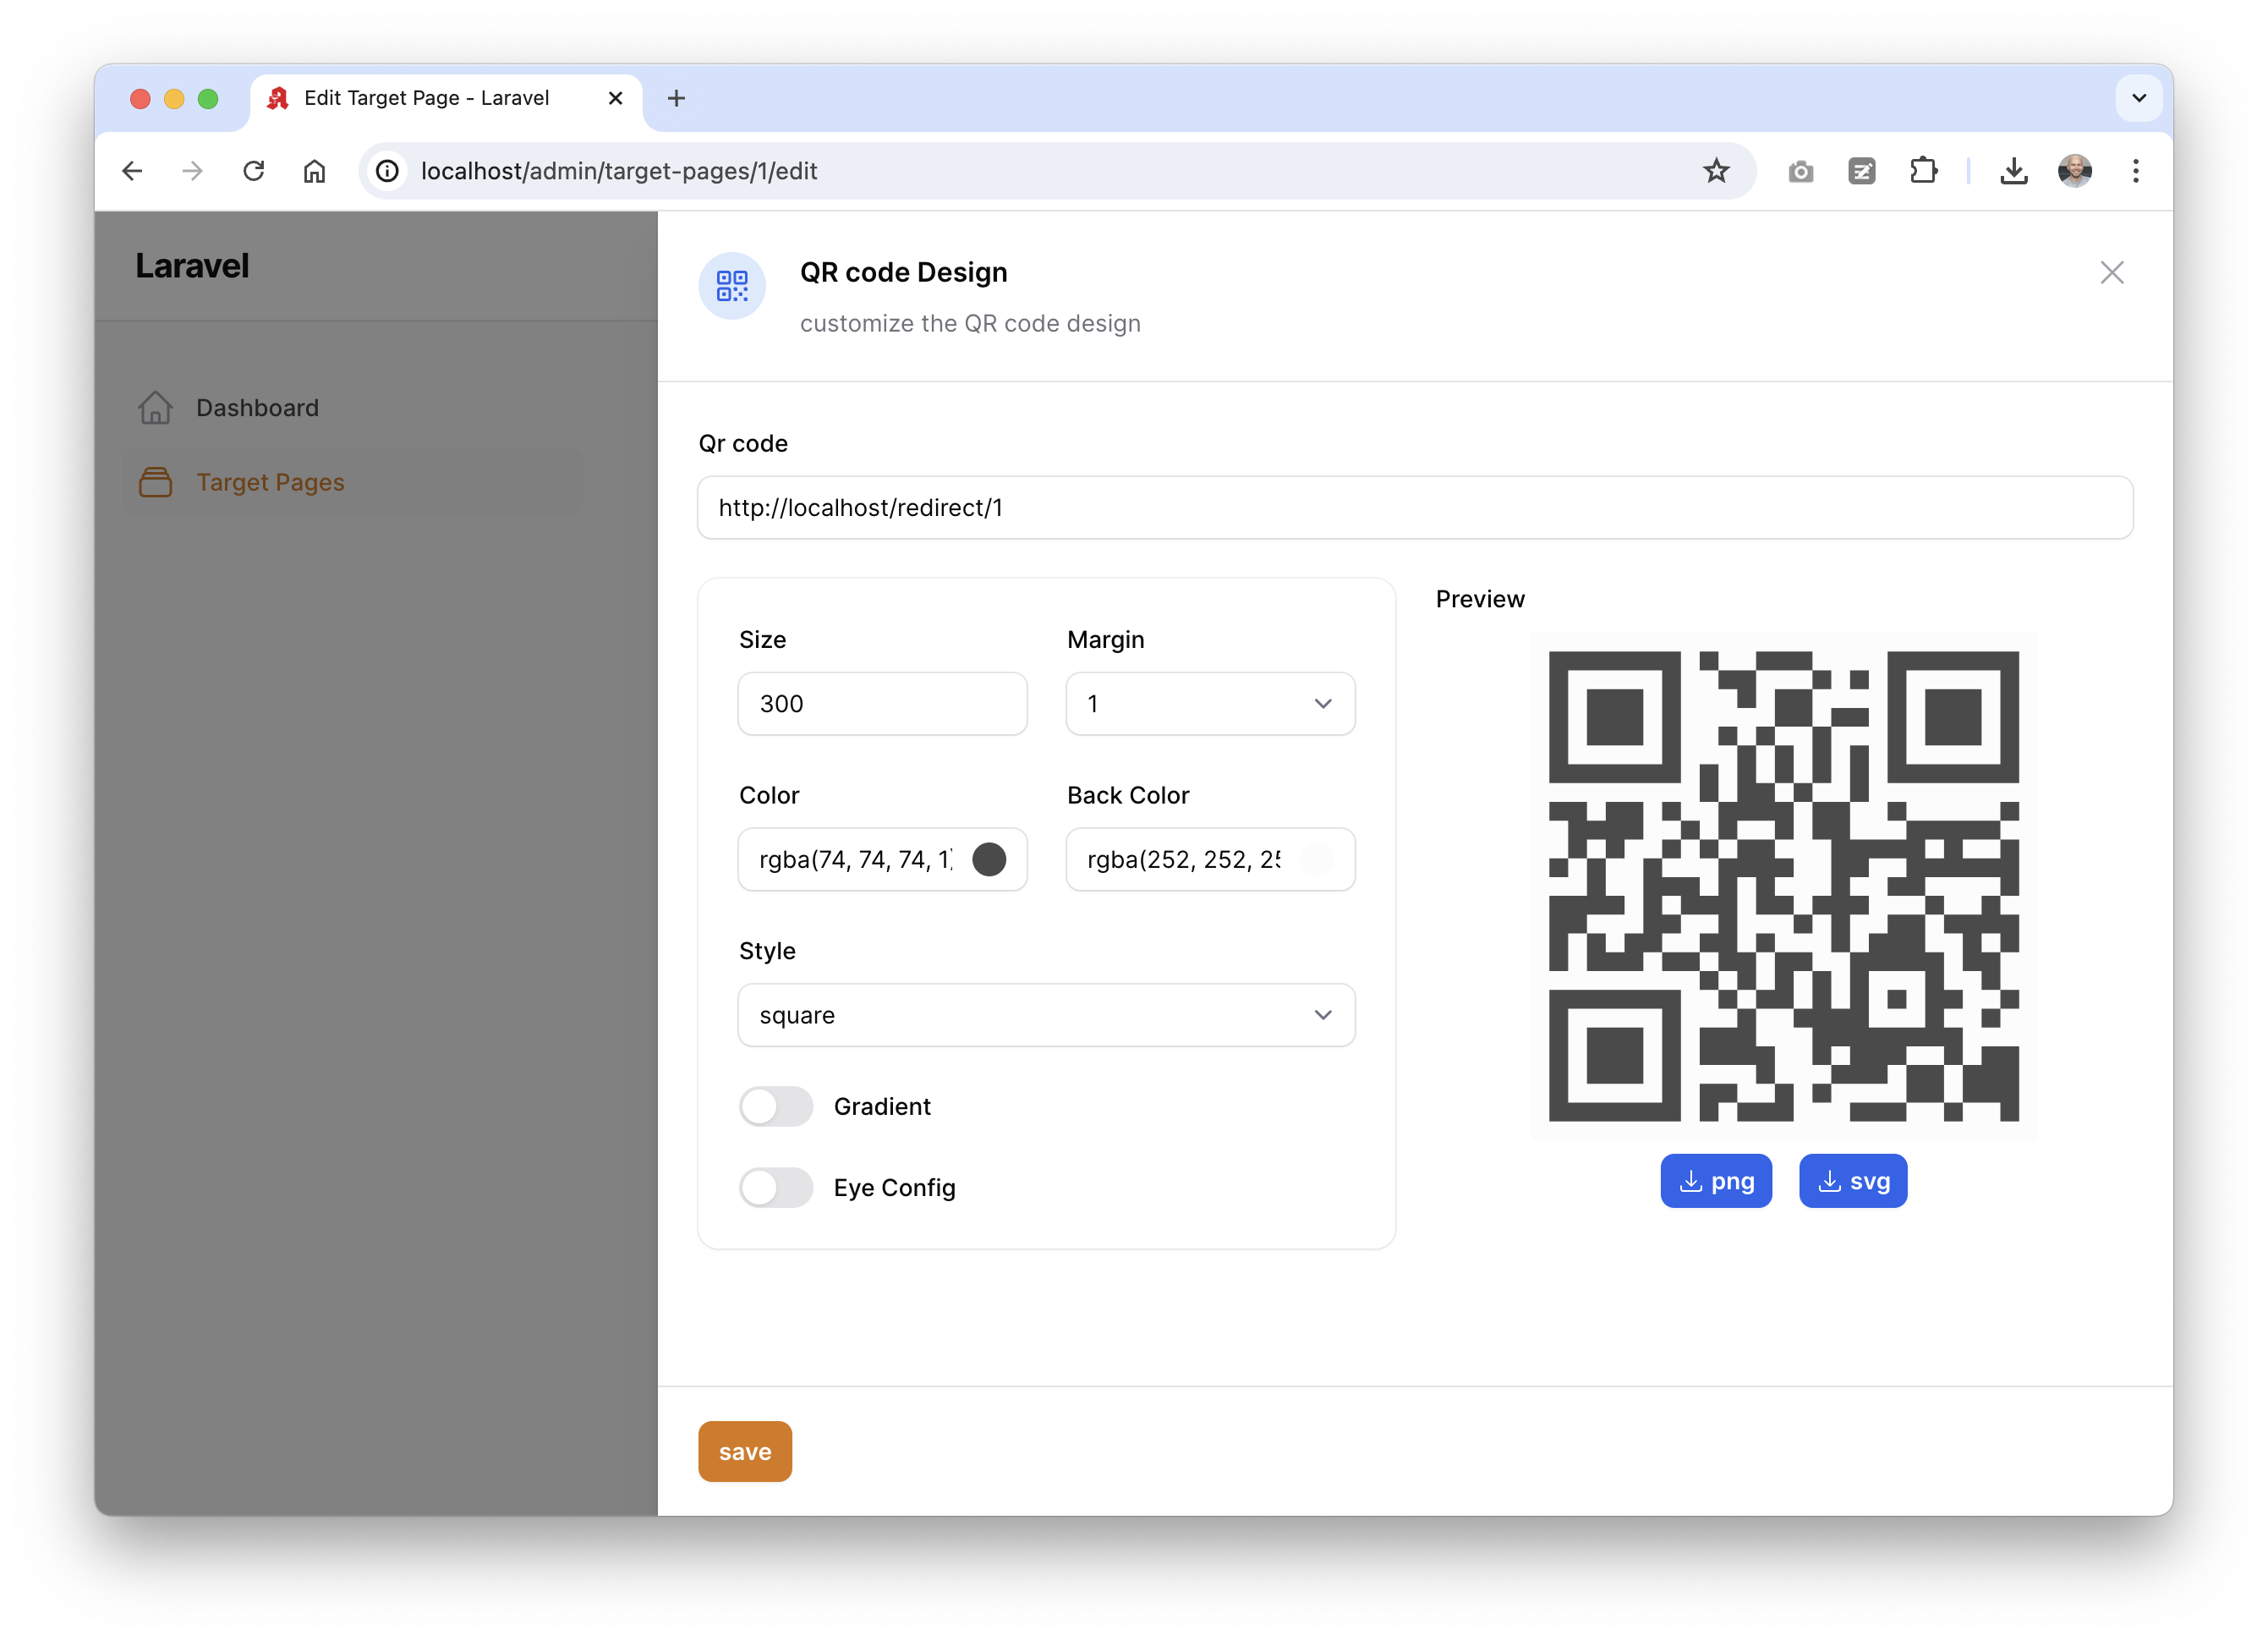 Edit Target Page - Laravel
localhost/admin/target-pages/1/edit
Laravel
Dashboard
Target Pages
QR code Design
customize the QR code design
Qr code
http://localhost/redirect/1
Size
Margin
300
1
Color
Back Color
rgba(74, 74, 74, 1)
rgba(252, 252, 25
Style
square
Gradient
Eye Config
Preview
png
svg
save